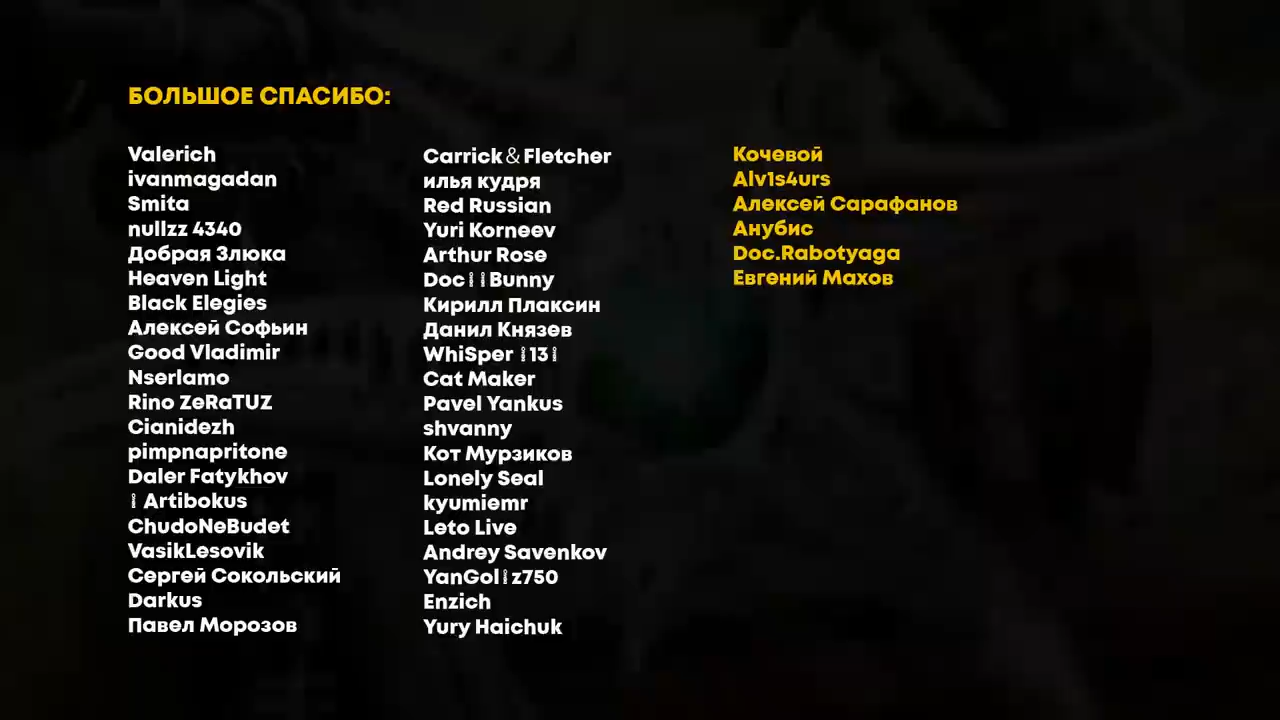 БОЛЬШОЕ СПАСИБО:
Valerich
ivanmagadan
Smita
nullzz 4340
Добрая Злюка
Heaven Light
Black Elegies
Алексей Софьин
Good Vladimir
Nserlamo
Rino ZeRaTUZ
Cianidezh
pimpnapritone
Daler Fatykhov
Artibokus
ChudoNeBudet
VasikLesovik
Сергей Сокольский
Darkus
Павел Морозов
Carrick&Fletcher
илья кудря
Red Russian
Yuri Korneev
Arthur Rose
Doc Bunny
Кирилл Плаксин
Данил Князев
WhiSper 13
Cat Maker
Pavel Yankus
shvanny
Кот Мурзиков
Lonely Seal
kyumiemr
Leto Live
Andrey Savenkov
YanGol z750
Enzich
Yury Haichuk
Кочевой
Alv1s4urs
Алексей Сарафанов
Анубис
Doc.Rabotyaga
Евгений Махов